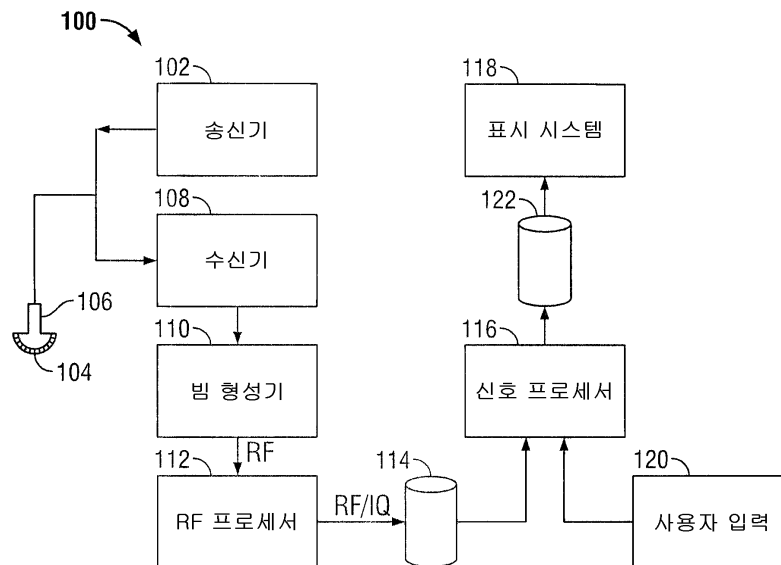 100
102
송신기
118
표시 시스템
108
수신기
122
106
104
110
빔 형성기
116
신호 프로세서
RF
112
RF 프로세서
RF/IQ
114
120
사용자 입력